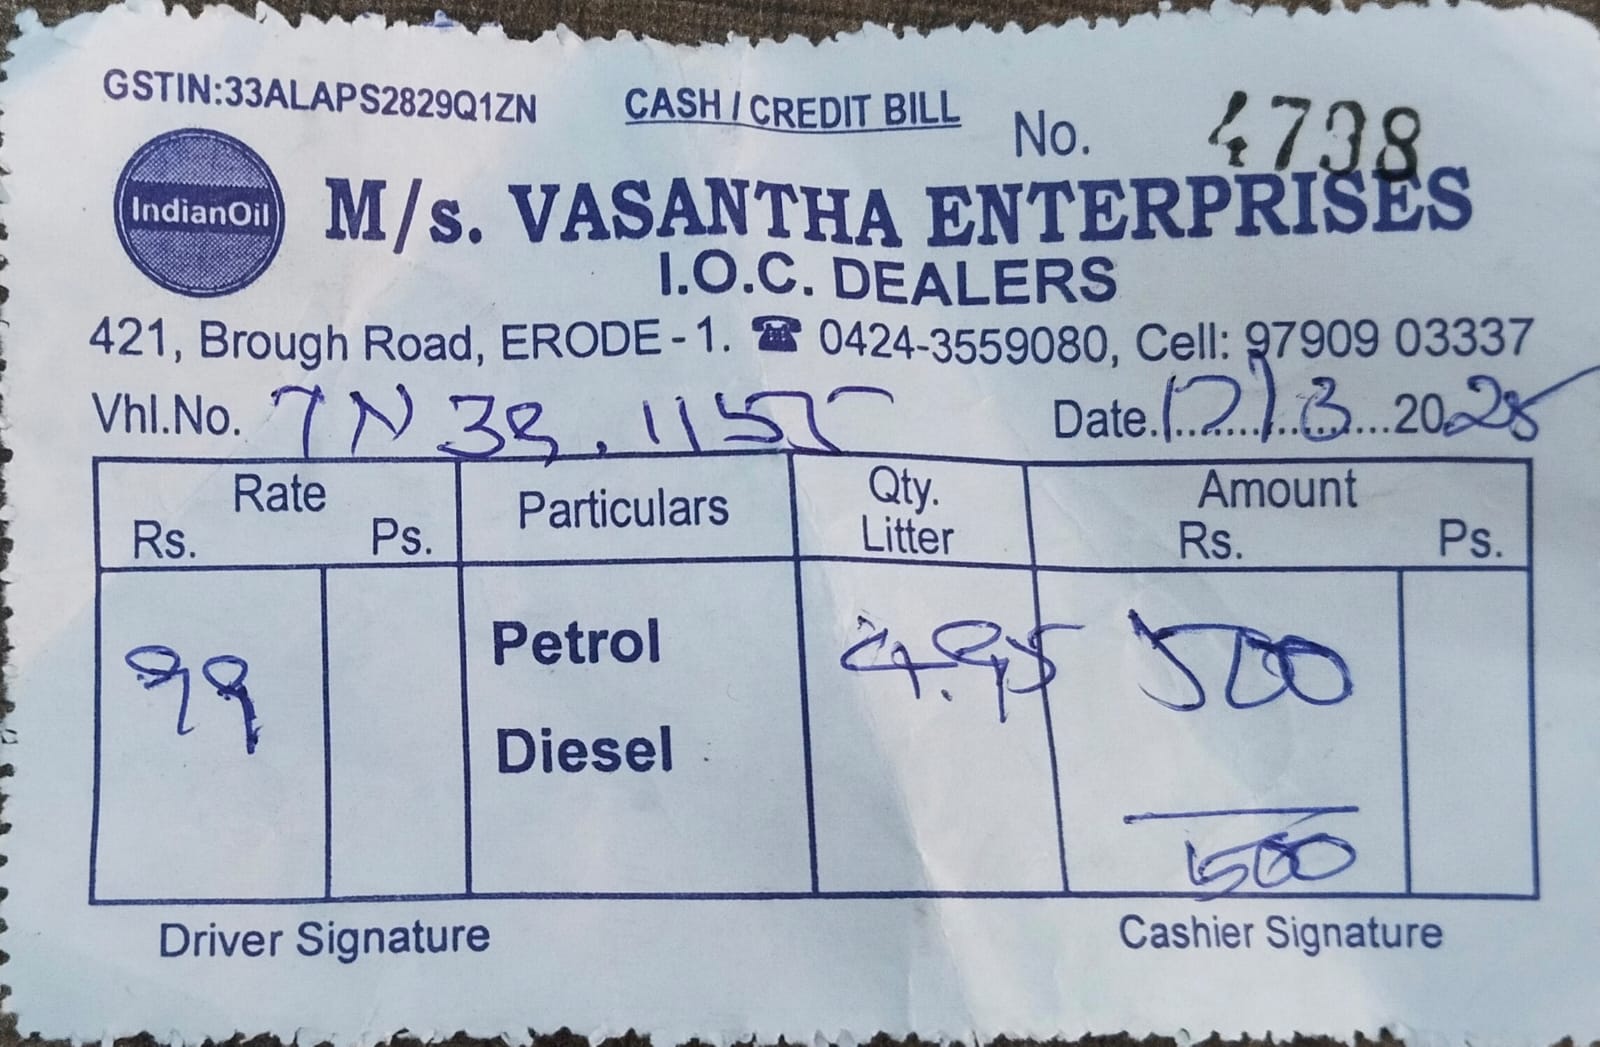 GSTIN:33ALAPS2829Q1ZN CASH / CREDIT BILL No. 4738
IndianOil
M/s. VASANTHA ENTERPRISES
I.O.C. DEALERS
421, Brough Road, ERODE - 1. ☎ 0424-3559080, Cell: 97909 03337
Vhl.No. TN 38. 1155 Date. 12/3 2025
Rate Particulars Qty. Amount
Rs. Ps. Litter Rs. Ps.
99 Petrol 4.95 500
Diesel
500
Driver Signature Cashier Signature